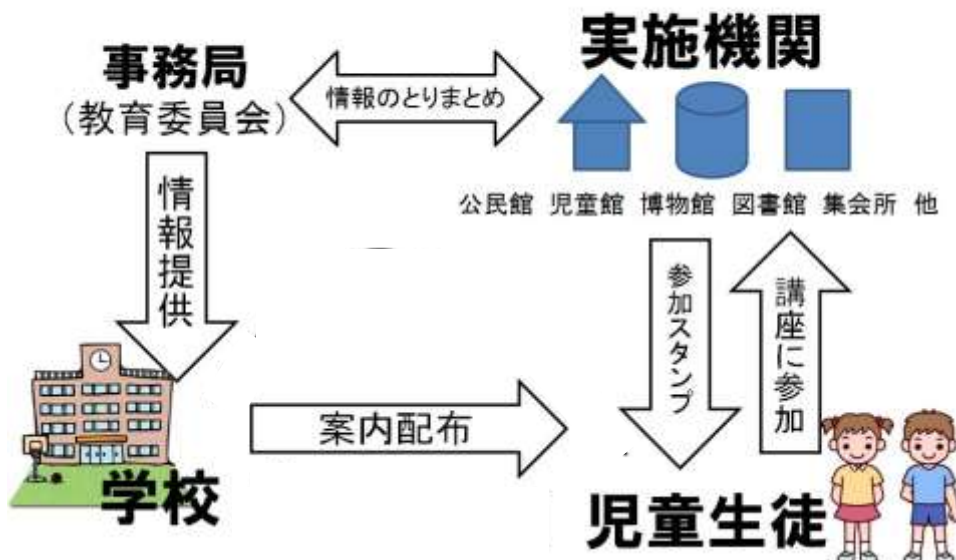 実施機関
事務局
(教育委員会)
情報のとりまとめ
公民館 児童館 博物館 図書館 集会所 他
情報提供
参加スタンプ
講座に参加
案内配布
学校
児童生徒